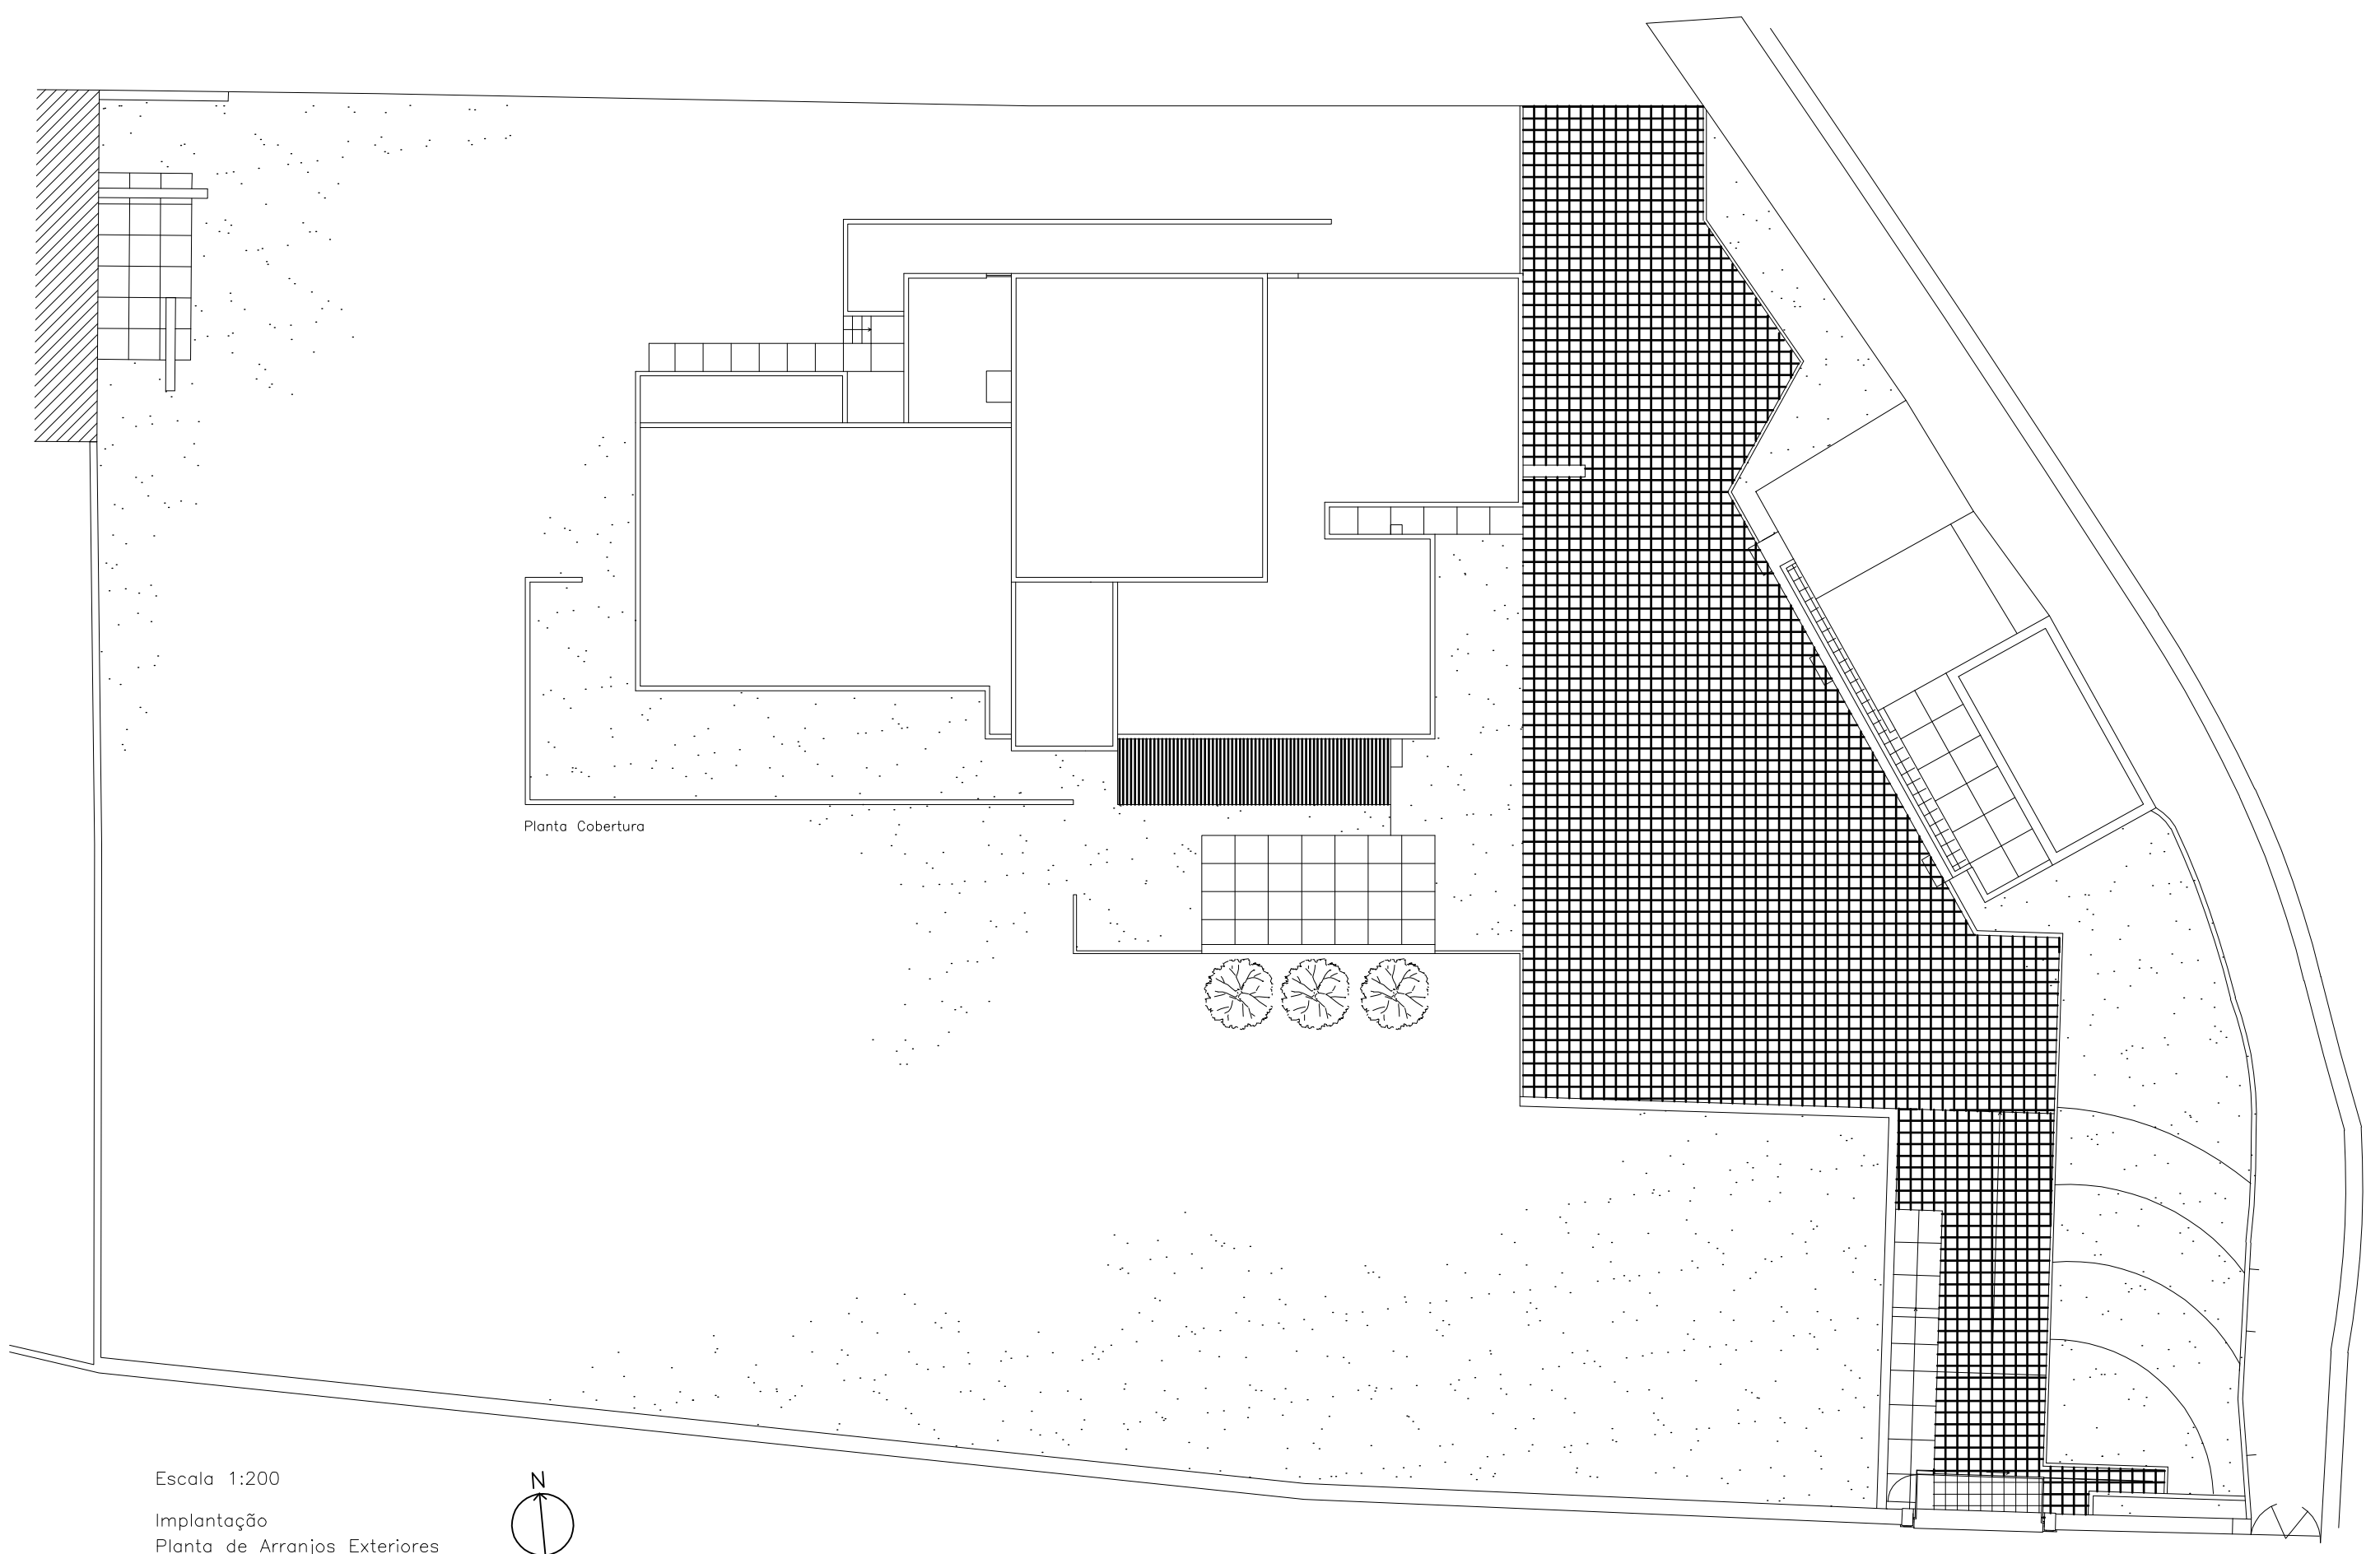 Planta Cobertura
Escala 1:200
N
Implantação
Planta de Arranjos Exteriores